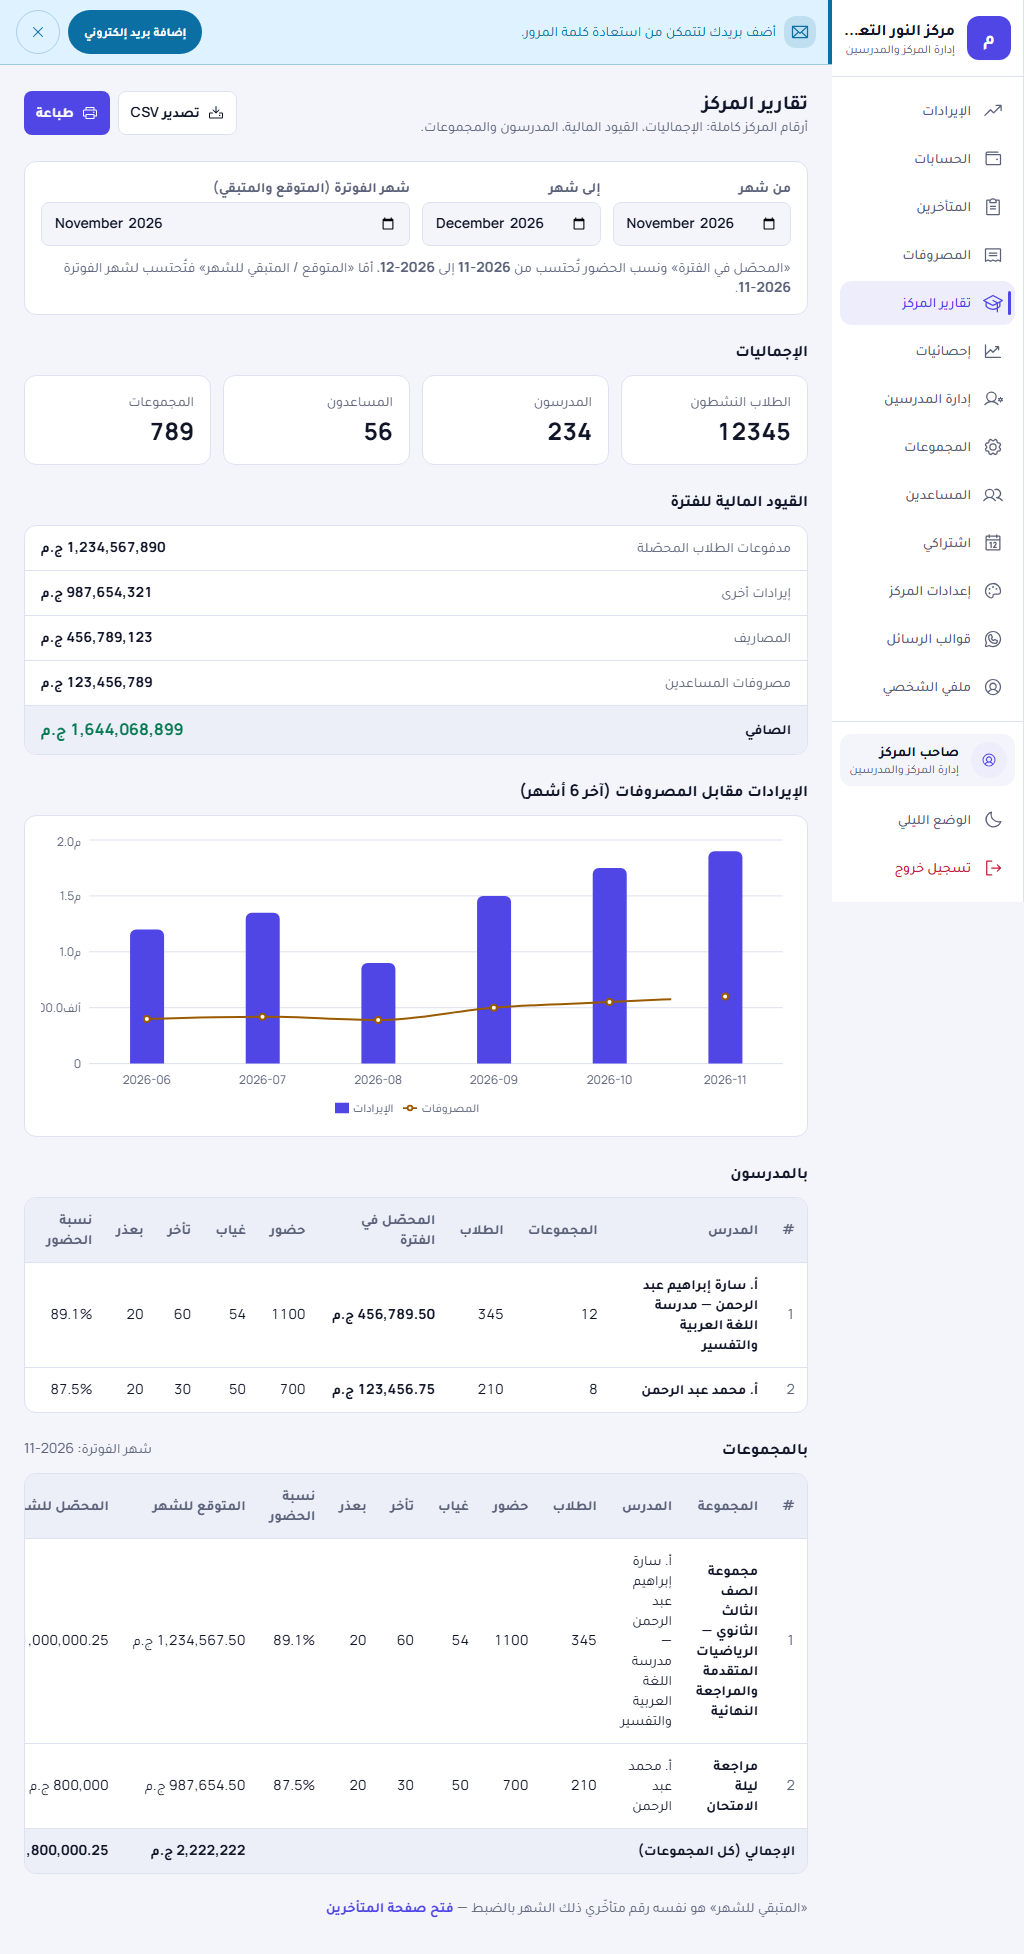 مركز النور التعـ...
إدارة المركز والمدرسين
م
الإيرادات
الحسابات
المتأخرين
المصروفات
تقارير المركز
إحصائيات
إدارة المدرسين
المجموعات
المساعدين
اشتراكي
إعدادات المركز
قوالب الرسائل
ملفي الشخصي
صاحب المركز
إدارة المركز والمدرسين
الوضع الليلي
تسجيل خروج
أضف بريدك لتتمكن من استعادة كلمة المرور.
إضافة بريد إلكتروني
تقارير المركز
أرقام المركز كاملة: الإجماليات، القيود المالية، المدرسون والمجموعات.
تصدير CSV
طباعة
من شهر
إلى شهر
شهر الفوترة (المتوقع والمتبقي)
November 2026
December 2026
November 2026
«المحصّل في الفترة» ونسب الحضور تُحتسب من 2026-11 إلى 2026-12. أمّا «المتوقع / المتبقي للشهر» فتُحتسب لشهر الفوترة
2026-11.
الإجماليات
الطلاب النشطون
12345
المدرسون
234
المساعدون
56
المجموعات
789
القيود المالية للفترة
مدفوعات الطلاب المحصّلة 1,234,567,890 ج.م
إيرادات أخرى 987,654,321 ج.م
المصاريف 456,789,123 ج.م
مصروفات المساعدين 123,456,789 ج.م
الصافي 1,644,068,899 ج.م
الإيرادات مقابل المصروفات (آخر 6 أشهر)
2.0م
1.5م
1.0م
00.0ألف
0
2026-06 2026-07 2026-08 2026-09 2026-10 2026-11
الإيرادات المصروفات
بالمدرسون
# المدرس المجموعات الطلاب المحصّل في الفترة حضور غياب تأخر بعذر نسبة الحضور
1 أ. سارة إبراهيم عبد الرحمن — مدرسة اللغة العربية والتفسير 12 345 456,789.50 ج.م 1100 54 60 20 89.1%
2 أ. محمد عبد الرحمن 8 210 123,456.75 ج.م 700 50 30 20 87.5%
بالمجموعات
شهر الفوترة: 2026-11
# المجموعة المدرس الطلاب حضور غياب تأخر بعذر نسبة الحضور المتوقع للشهر المحصّل للشـ
1 مجموعة الصف الثالث الثانوي — الرياضيات المتقدمة والمراجعة النهائية أ. سارة إبراهيم عبد الرحمن — مدرسة اللغة العربية والتفسير 345 1100 54 60 20 89.1% 1,234,567.50 ج.م ,000,000.25
2 مراجعة ليلة الامتحان أ. محمد عبد الرحمن 210 700 50 30 20 87.5% 987,654.50 ج.م 800,000 ج.م
الإجمالي (كل المجموعات) 2,222,222 ج.م ,800,000.25
«المتبقي للشهر» هو نفسه رقم متأخّري ذلك الشهر بالضبط — فتح صفحة المتأخرين